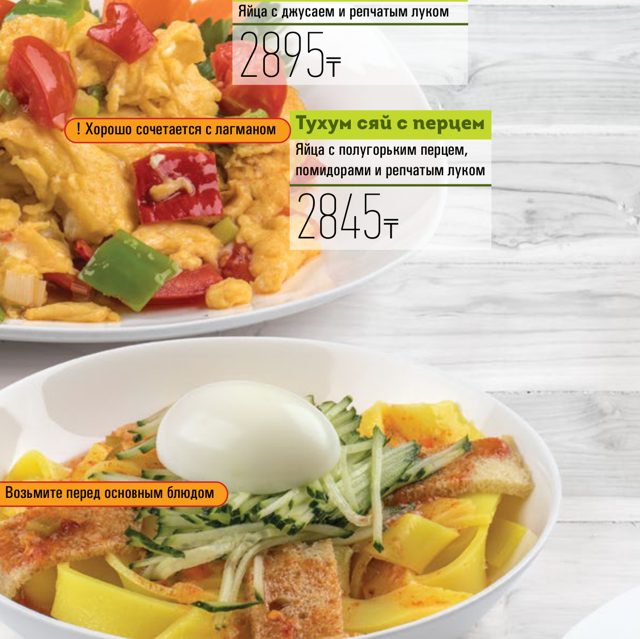 Яйца с джусаем и репчатым луком
2895₸
! Хорошо сочетается с лагманом
Тухум сяй с перцем
Яйца с полугорьким перцем,
помидорами и репчатым луком
2845₸
Возьмите перед основным блюдом